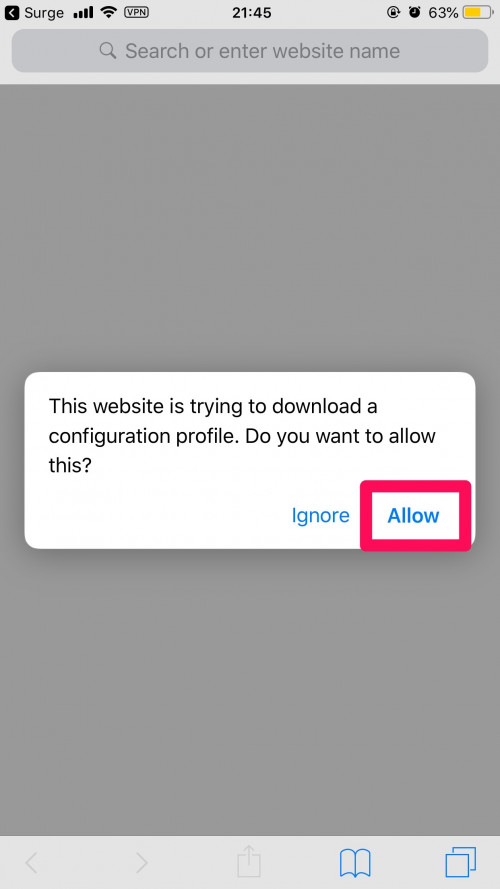 Surge VPN 21:45 63%
Search or enter website name
This website is trying to download a
configuration profile. Do you want to allow
this?
Ignore Allow